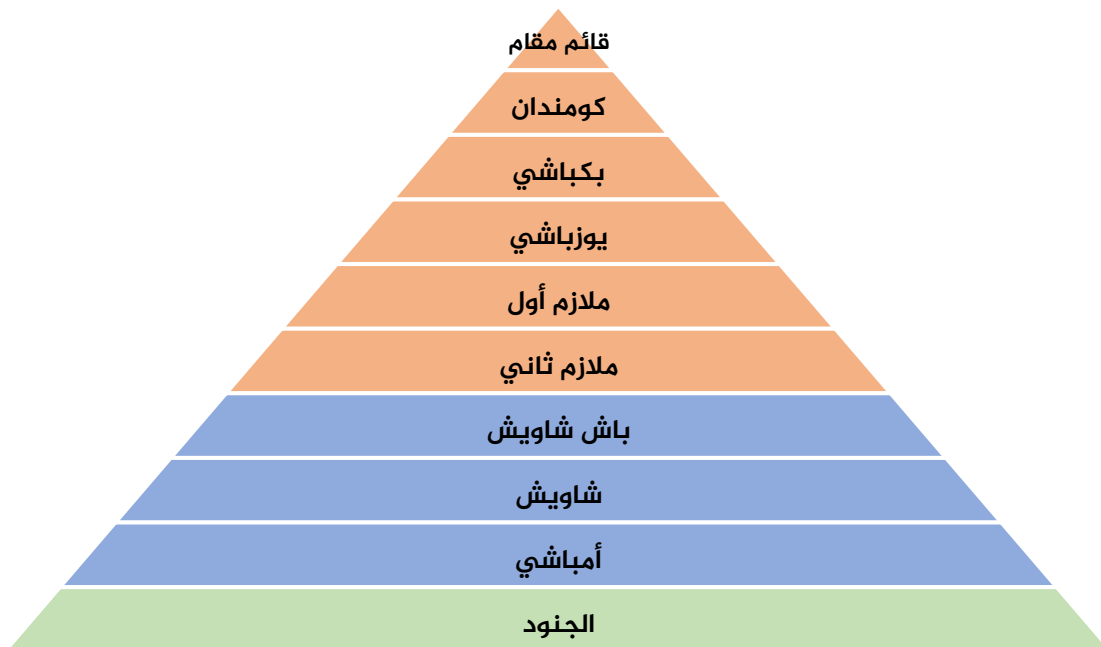 قائم مقام
كومندان
بكباشي
يوزباشي
ملازم أول
ملازم ثاني
باش شاويش
شاويش
أمباشي
الجنود